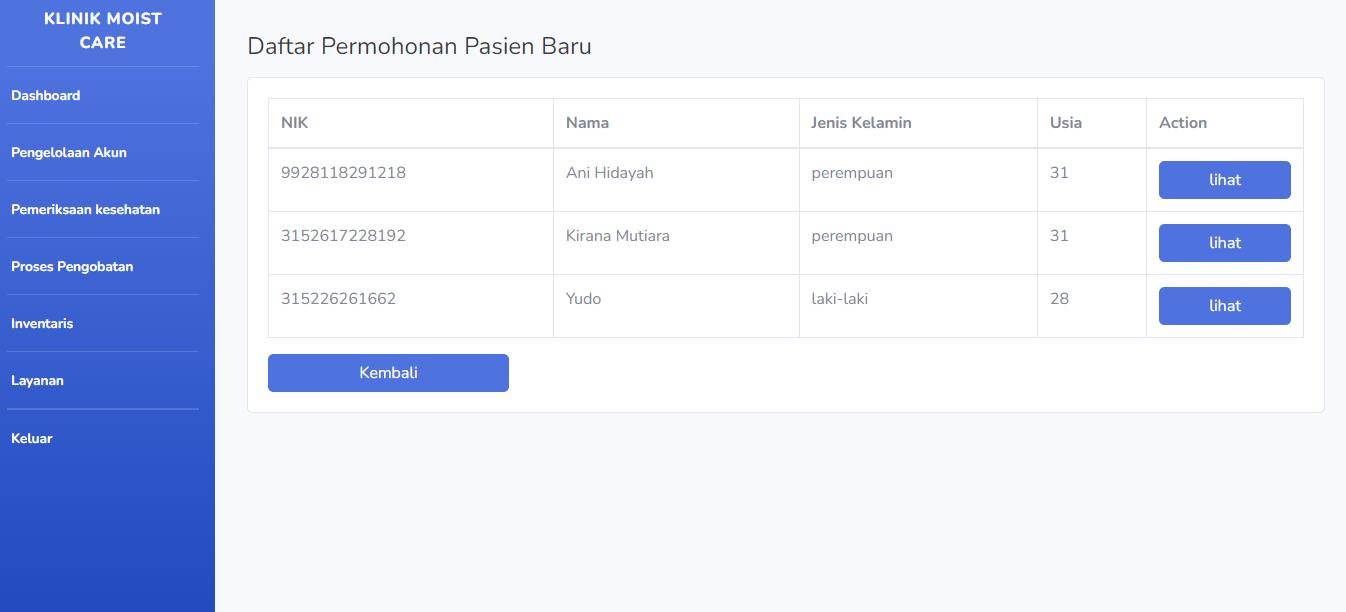 KLINIK MOIST
CARE
Dashboard
Pengelolaan Akun
Pemeriksaan kesehatan
Proses Pengobatan
Inventaris
Layanan
Keluar
Daftar Permohonan Pasien Baru
NIK Nama Jenis Kelamin Usia Action
9928118291218 Ani Hidayah perempuan 31 lihat
3152617228192 Kirana Mutiara perempuan 31 lihat
315226261662 Yudo laki-laki 28 lihat
Kembali